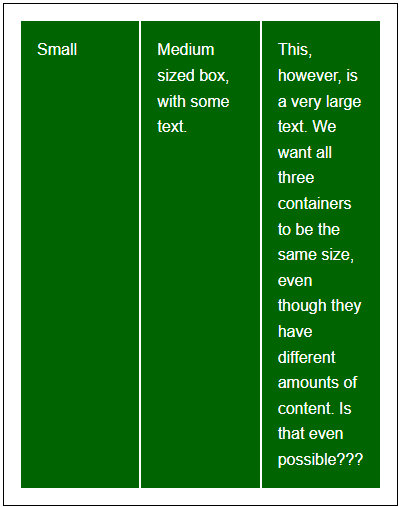 Small
Medium
sized box,
with some
text.
This,
however, is
a very large
text. We
want all
three
containers
to be the
same size,
even
though they
have
different
amounts of
content. Is
that even
possible???